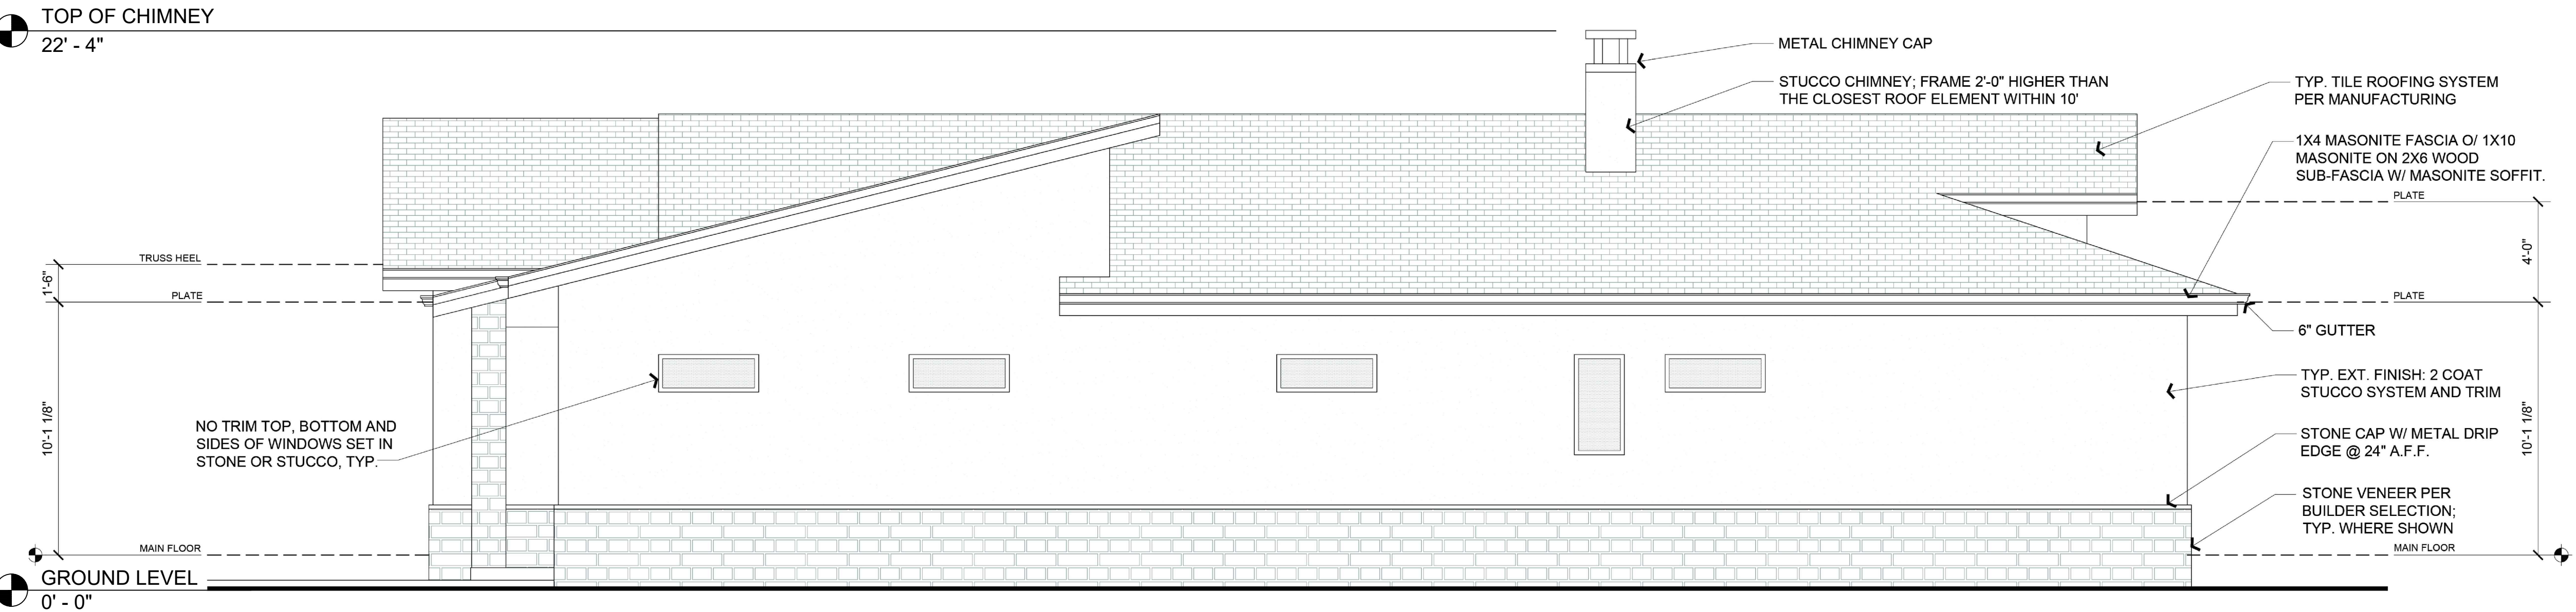 TOP OF CHIMNEY
22' - 4"
METAL CHIMNEY CAP
STUCCO CHIMNEY; FRAME 2'-0" HIGHER THAN
THE CLOSEST ROOF ELEMENT WITHIN 10'
TYP. TILE ROOFING SYSTEM
PER MANUFACTURING
1X4 MASONITE FASCIA O/ 1X10
MASONITE ON 2X6 WOOD
SUB-FASCIA W/ MASONITE SOFFIT.
PLATE
4'-0"
TRUSS HEEL
1'-6"
PLATE
PLATE
6" GUTTER
TYP. EXT. FINISH: 2 COAT
STUCCO SYSTEM AND TRIM
10'-1 1/8"
10'-1 1/8"
NO TRIM TOP, BOTTOM AND
SIDES OF WINDOWS SET IN
STONE OR STUCCO, TYP.
STONE CAP W/ METAL DRIP
EDGE @ 24" A.F.F.
STONE VENEER PER
BUILDER SELECTION;
TYP. WHERE SHOWN
MAIN FLOOR
MAIN FLOOR
GROUND LEVEL
0' - 0"